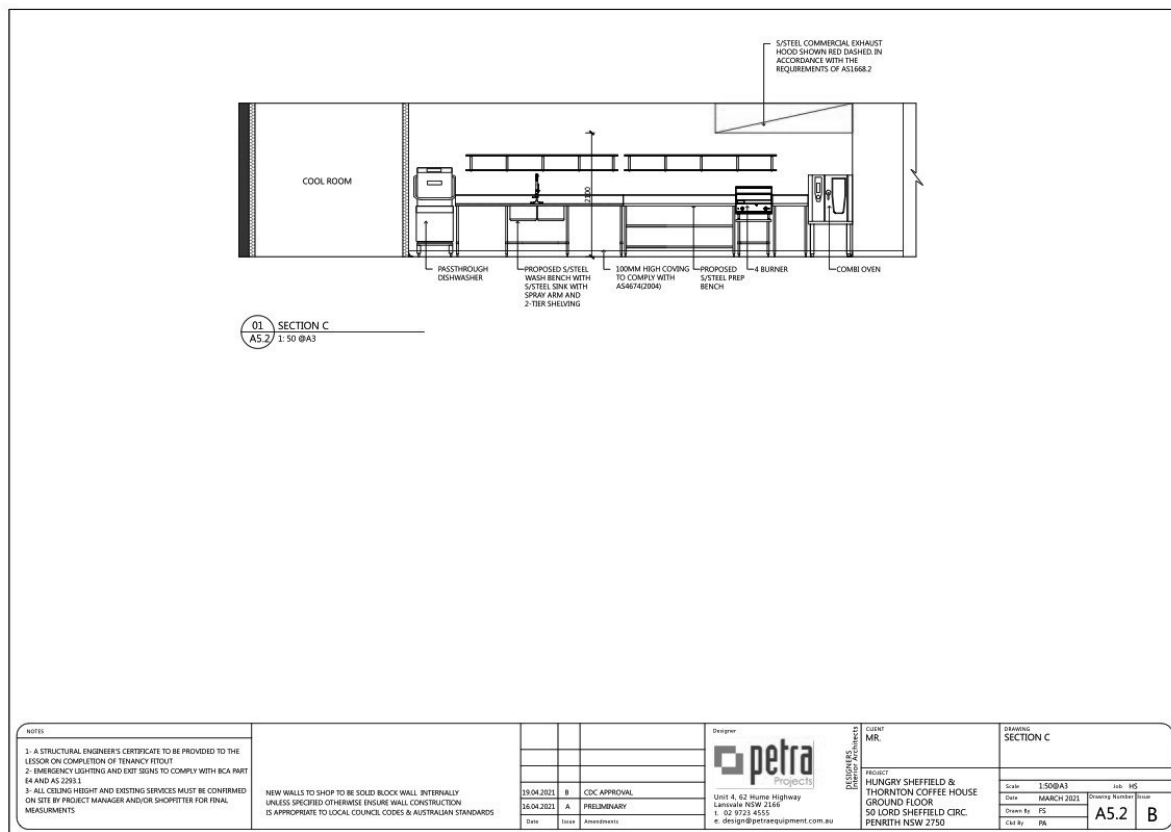 S/STEEL COMMERCIAL EXHAUST
HOOD SHOWN RED DASHED. IN
ACCORDANCE WITH THE
REQUIREMENTS OF AS1668.2
COOL ROOM
2100
PASSTHROUGH
DISHWASHER
PROPOSED S/STEEL
WASH BENCH WITH
S/STEEL SINK WITH
SPRAY ARM AND
2-TIER SHELVING
100MM HIGH COVING
TO COMPLY WITH
AS4674(2004)
PROPOSED
S/STEEL PREP
BENCH
4 BURNER
COMBI OVEN
01 SECTION C
A5.2 1: 50 @A3
NOTES
1- A STRUCTURAL ENGINEER'S CERTIFICATE TO BE PROVIDED TO THE
LESSOR ON COMPLETION OF TENANCY FITOUT
2- EMERGENCY LIGHTING AND EXIT SIGNS TO COMPLY WITH BCA PART
E4 AND AS 2293.1
3- ALL CEILING HEIGHT AND EXISTING SERVICES MUST BE CONFIRMED
ON SITE BY PROJECT MANAGER AND/OR SHOPFITTER FOR FINAL
MEASURMENTS
NEW WALLS TO SHOP TO BE SOLID BLOCK WALL INTERNALLY
UNLESS SPECIFIED OTHERWISE ENSURE WALL CONSTRUCTION
IS APPROPRIATE TO LOCAL COUNCIL CODES & AUSTRALIAN STANDARDS
19.04.2021 B CDC APPROVAL
16.04.2021 A PRELIMINARY
Date Issue Amendments
Designer
petra
Projects
Unit 4, 62 Hume Highway
Lansvale NSW 2166
t. 02 9723 4555
e. design@petraequipment.com.au
DESIGNERS
Interior Architects
CLIENT
MR.
PROJECT
HUNGRY SHEFFIELD &
THORNTON COFFEE HOUSE
GROUND FLOOR
50 LORD SHEFFIELD CIRC.
PENRITH NSW 2750
DRAWING
SECTION C
Scale 1:50@A3 Job HS
Date MARCH 2021
Drawn By FS
Ckd By PA
Drawing Number Issue
A5.2 B